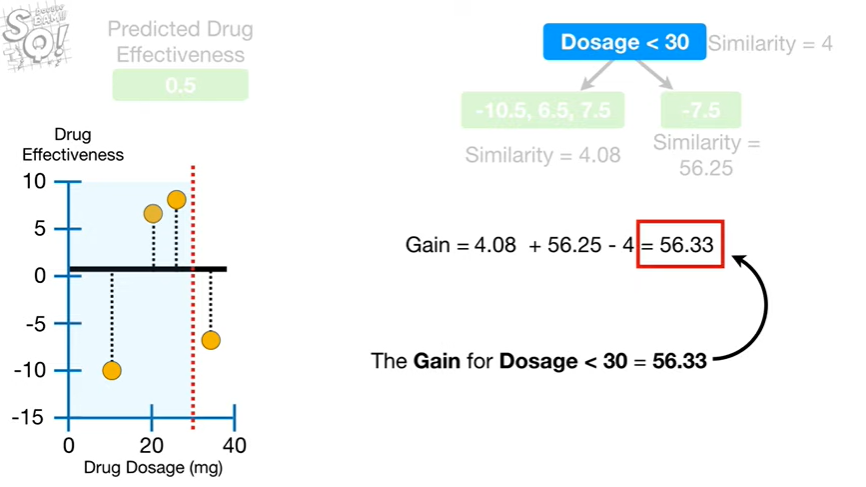 SQ!
Predicted Drug
Effectiveness
0.5
Dosage < 30
Similarity = 4
-10.5, 6.5, 7.5
-7.5
Similarity = 4.08
Similarity =
56.25
Drug
Effectiveness
10
5
0
-5
-10
-15
0
20
40
Drug Dosage (mg)
Gain = 4.08 + 56.25 - 4 = 56.33
The Gain for Dosage < 30 = 56.33